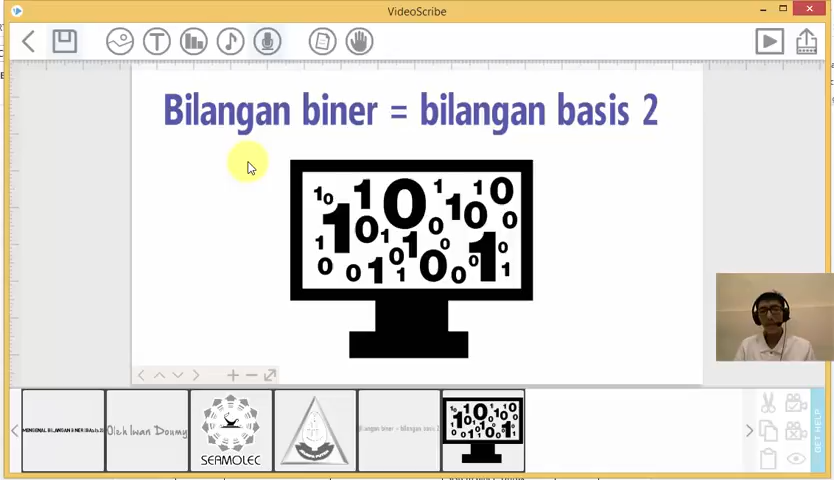 VideoScribe
Bilangan biner = bilangan basis 2
1 0 1 0 1 1 0
1 0 1 0 1 0 0
1 0 1 0 0 1 0
0 0 1 1 0 0 1
MENGENAL BILANGAN BINER (Basis 2)
Oleh Iwan Doumy
SEAMOLEC
Bilangan biner = bilangan basis 2
GET HELP